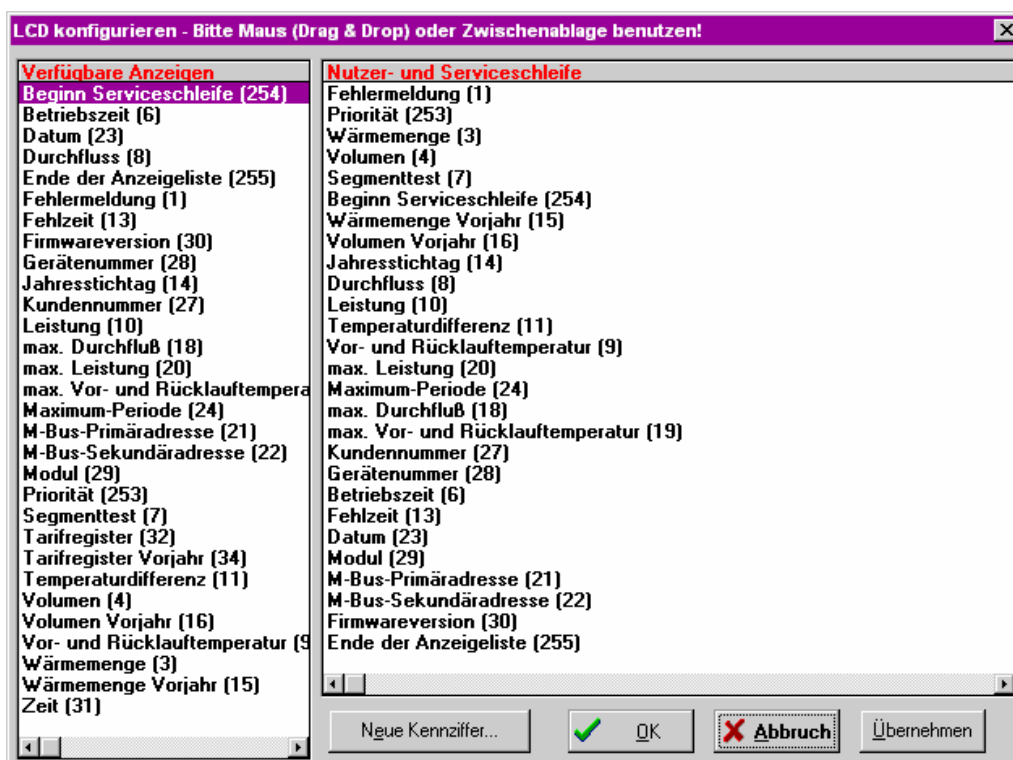 LCD konfigurieren - Bitte Maus (Drag & Drop) oder Zwischenablage benutzen!
Verfügbare Anzeigen
Beginn Serviceschleife (254)
Betriebszeit (6)
Datum (23)
Durchfluss (8)
Ende der Anzeigeliste (255)
Fehlermeldung (1)
Fehlzeit (13)
Firmwareversion (30)
Gerätenummer (28)
Jahresstichtag (14)
Kundennummer (27)
Leistung (10)
max. Durchfluß (18)
max. Leistung (20)
max. Vor- und Rücklauftempera
Maximum-Periode (24)
M-Bus-Primäradresse (21)
M-Bus-Sekundäradresse (22)
Modul (29)
Priorität (253)
Segmenttest (7)
Tarifregister (32)
Tarifregister Vorjahr (34)
Temperaturdifferenz (11)
Volumen (4)
Volumen Vorjahr (16)
Vor- und Rücklauftemperatur (9
Wärmemenge (3)
Wärmemenge Vorjahr (15)
Zeit (31)
Nutzer- und Serviceschleife
Fehlermeldung (1)
Priorität (253)
Wärmemenge (3)
Volumen (4)
Segmenttest (7)
Beginn Serviceschleife (254)
Wärmemenge Vorjahr (15)
Volumen Vorjahr (16)
Jahresstichtag (14)
Durchfluss (8)
Leistung (10)
Temperaturdifferenz (11)
Vor- und Rücklauftemperatur (9)
max. Leistung (20)
Maximum-Periode (24)
max. Durchfluß (18)
max. Vor- und Rücklauftemperatur (19)
Kundennummer (27)
Gerätenummer (28)
Betriebszeit (6)
Fehlzeit (13)
Datum (23)
Modul (29)
M-Bus-Primäradresse (21)
M-Bus-Sekundäradresse (22)
Firmwareversion (30)
Ende der Anzeigeliste (255)
Neue Kennziffer...
OK
Abbruch
Übernehmen